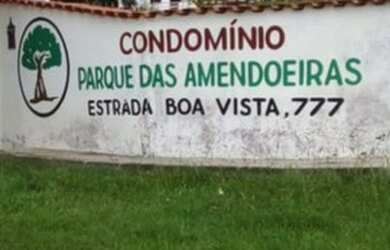 CONDOMÍNIO
PARQUE DAS AMENDOEIRAS
ESTRADA BOA VISTA, 777